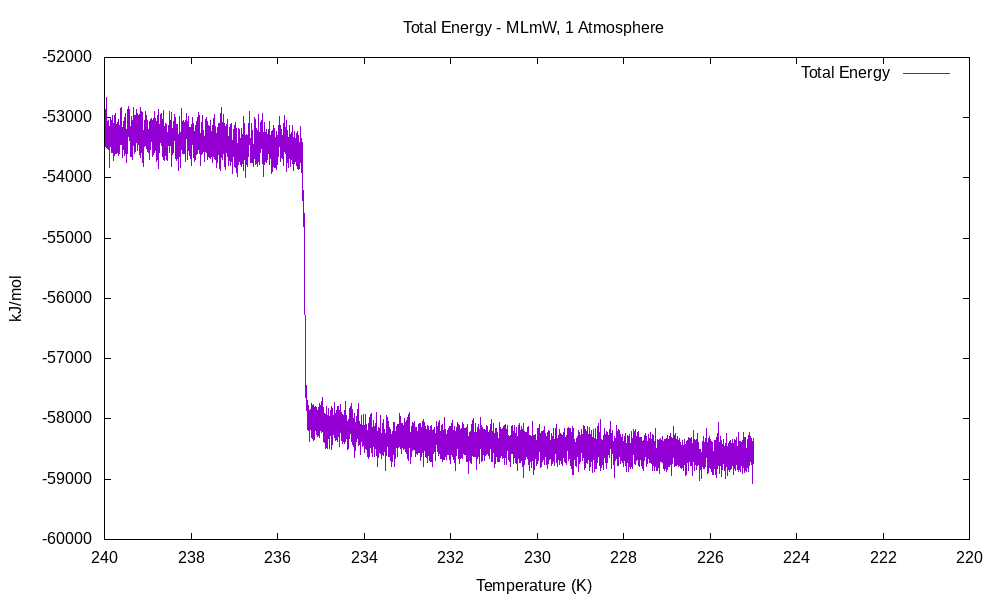 Total Energy - MLmW, 1 Atmosphere
-52000
Total Energy
-53000
-54000
-55000
-56000
-57000
-58000
-59000
-60000
kJ/mol
240 238 236 234 232 230 228 226 224 222 220
Temperature (K)